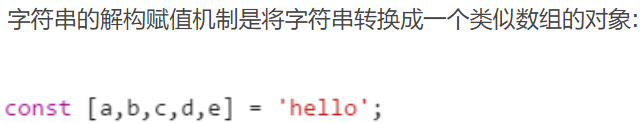 字符串的解构赋值机制是将字符串转换成一个类似数组的对象:
const [a,b,c,d,e] = 'hello';